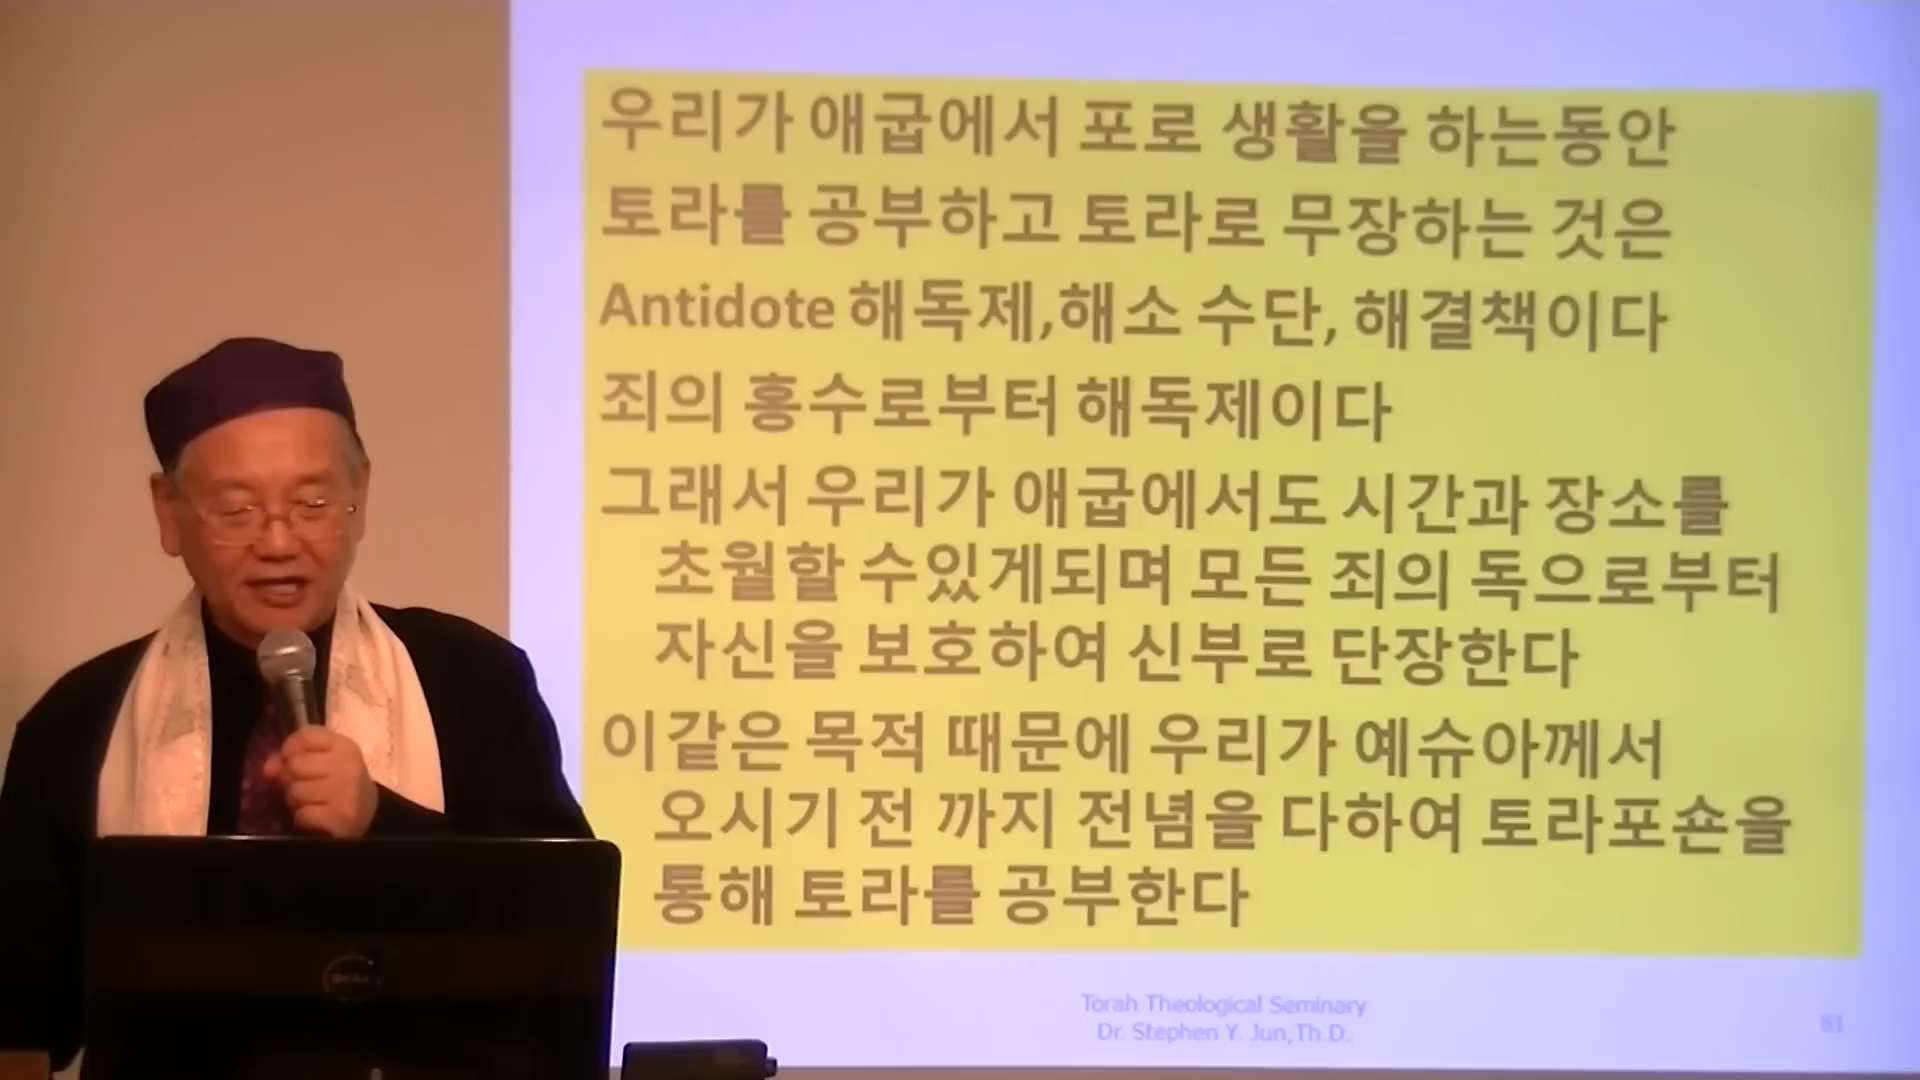 우리가 애굽에서 포로 생활을 하는동안
토라를 공부하고 토라로 무장하는 것은
Antidote 해독제,해소 수단, 해결책이다
죄의 홍수로부터 해독제이다
그래서 우리가 애굽에서도 시간과 장소를
초월할 수있게되며 모든 죄의 독으로부터
자신을 보호하여 신부로 단장한다
이같은 목적 때문에 우리가 예슈아께서
오시기 전 까지 전념을 다하여 토라포숀을
통해 토라를 공부한다
Torah Theological Seminary
Dr. Stephen Y. Jun,Th.D.